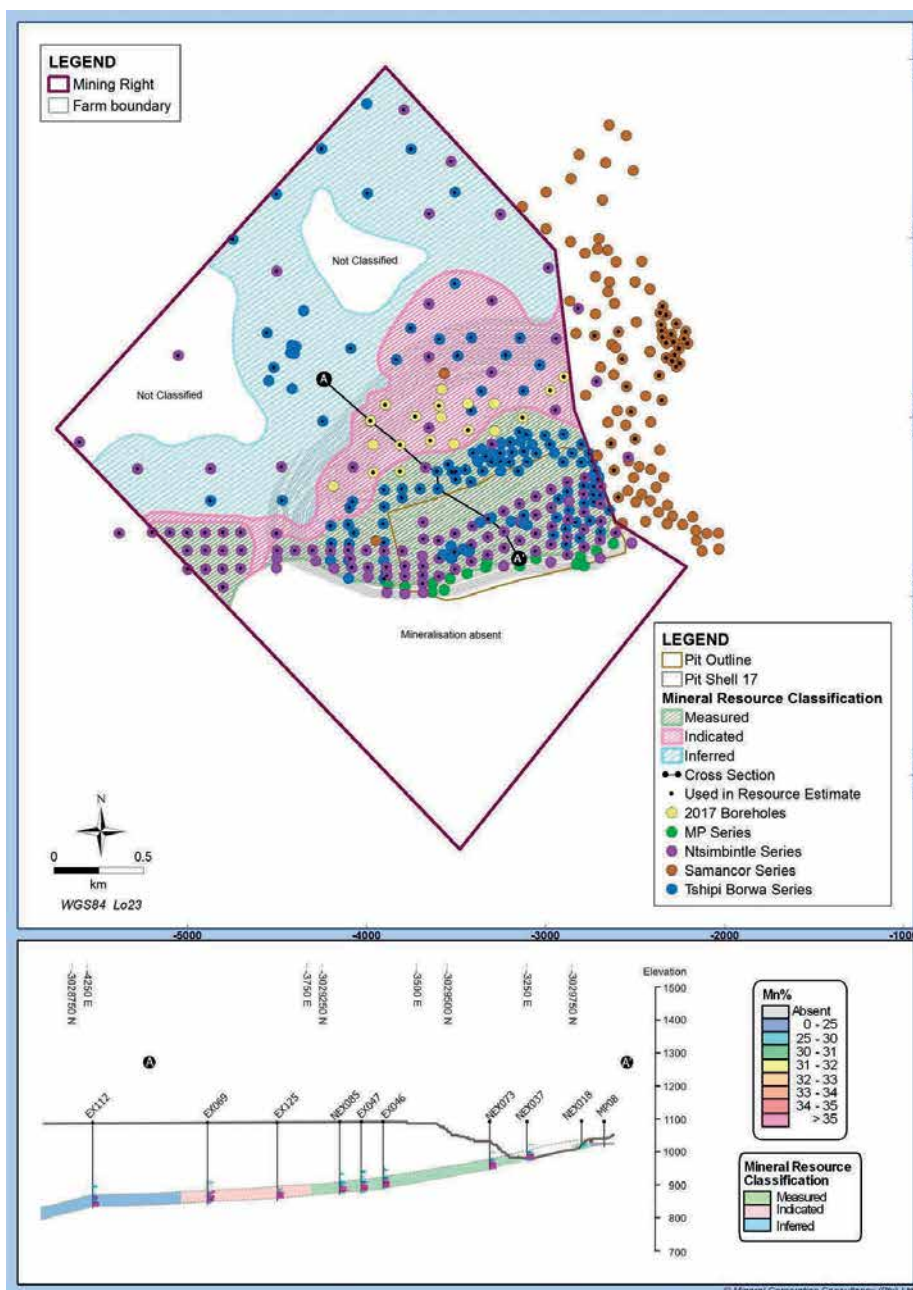 LEGEND
Mining Right
Farm boundary
Not Classified
Not Classified
A
A'
Mineralisation absent
N
0 0.5
km
WGS84 Lo23
LEGEND
Pit Outline
Pit Shell 17
Mineral Resource Classification
Measured
Indicated
Inferred
Cross Section
Used in Resource Estimate
2017 Boreholes
MP Series
Ntsimbintle Series
Samancor Series
Tshipi Borwa Series
-5000 -4000 -3000 -2000 -1000
-3028750 N
-4250 E
-3750 E
-3029250 N
-3500 E
-3029500 N
-3250 E
-3029750 N
Elevation
1500
1400
1300
1200
1100
1000
900
800
700
A
A'
EX112
EX069
EX125
NEX085
EX047
EX046
NEX073
NEX037
NEX018
MP08
Mn%
Absent
0 - 25
25 - 30
30 - 31
31 - 32
32 - 33
33 - 34
34 - 35
> 35
Mineral Resource
Classification
Measured
Indicated
Inferred